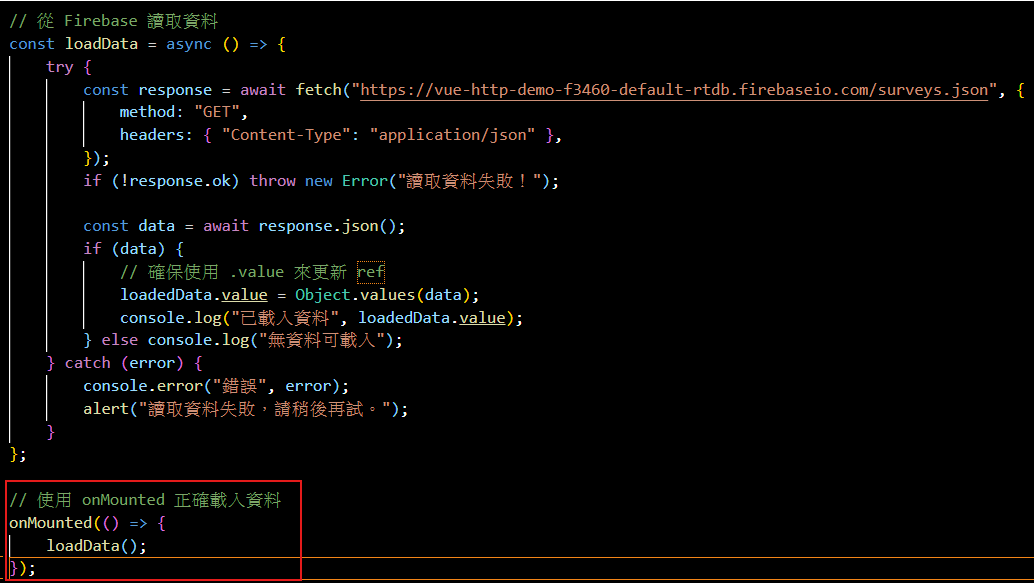 // 從 Firebase 讀取資料
const loadData = async () => {
try {
const response = await fetch("https://vue-http-demo-f3460-default-rtdb.firebaseio.com/surveys.json", {
method: "GET",
headers: { "Content-Type": "application/json" },
});
if (!response.ok) throw new Error("讀取資料失敗！");
const data = await response.json();
if (data) {
// 確保使用 .value 來更新 ref
loadedData.value = Object.values(data);
console.log("已載入資料", loadedData.value);
} else console.log("無資料可載入");
} catch (error) {
console.error("錯誤", error);
alert("讀取資料失敗，請稍後再試。");
}
};
// 使用 onMounted 正確載入資料
onMounted(() => {
loadData();
});